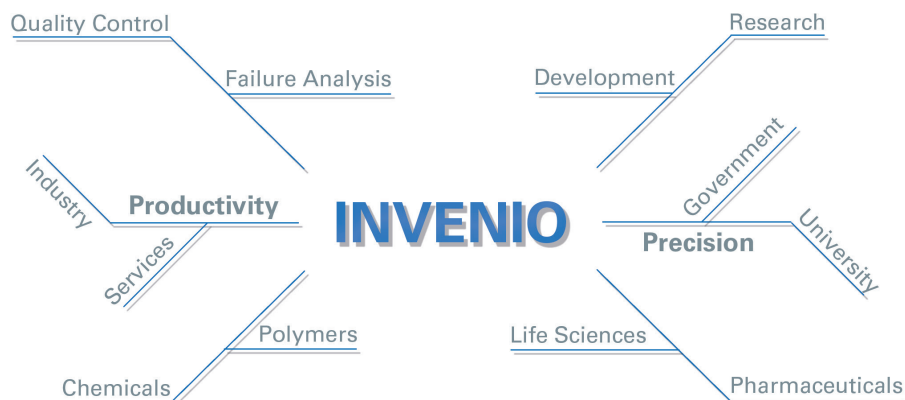 Quality Control
Research
Failure Analysis
Development
Industry
Productivity
Services
INVENIO
Government
Precision
University
Polymers
Life Sciences
Chemicals
Pharmaceuticals